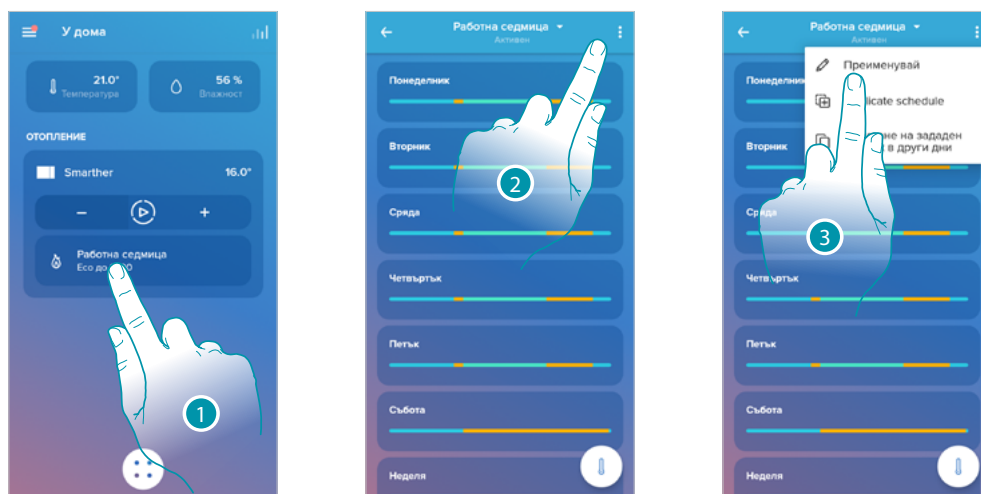 У дома
21.0°
Температура
56 %
Влажност
ОТОПЛЕНИЕ
Smarther
16.0°
Работна седмица
Eco до
1
Работна седмица
Активен
Понеделник
Вторник
Сряда
Четвъртък
Петък
Събота
Неделя
2
Работна седмица
Активен
Преименувай
schedule
на зададен
в други дни
Понеделник
Вторник
Сряда
Четвъртък
Петък
Събота
Неделя
3